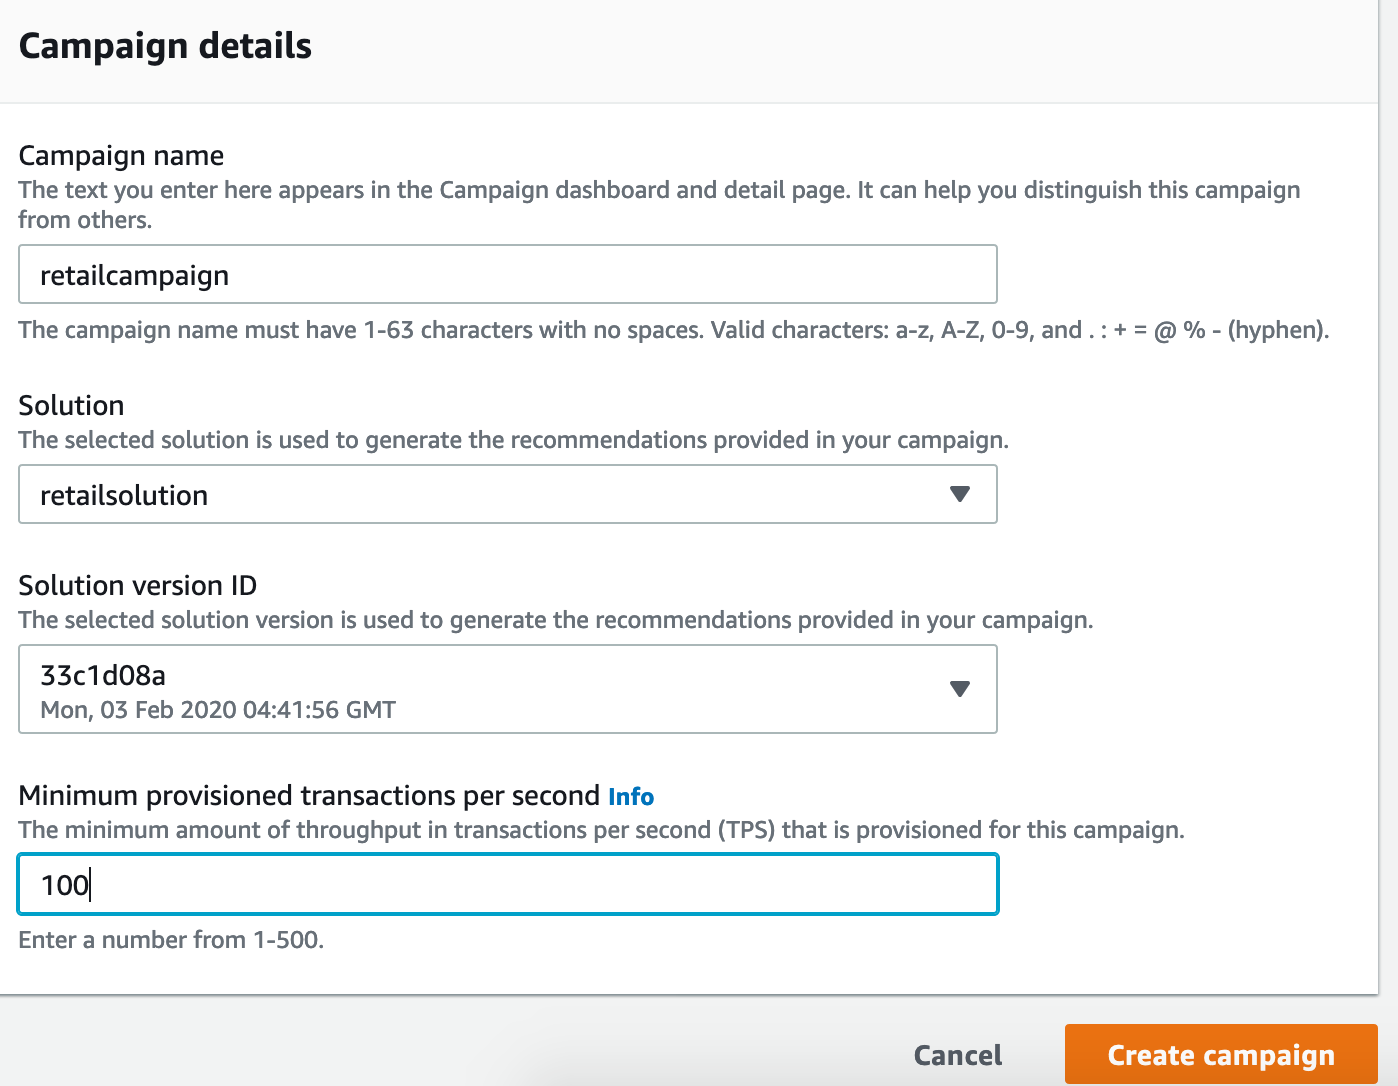 Campaign details
Campaign name
The text you enter here appears in the Campaign dashboard and detail page. It can help you distinguish this campaign
from others.
retailcampaign
The campaign name must have 1-63 characters with no spaces. Valid characters: a-z, A-Z, 0-9, and . : + = @ % - (hyphen).
Solution
The selected solution is used to generate the recommendations provided in your campaign.
retailsolution
Solution version ID
The selected solution version is used to generate the recommendations provided in your campaign.
33c1d08a
Mon, 03 Feb 2020 04:41:56 GMT
Minimum provisioned transactions per second Info
The minimum amount of throughput in transactions per second (TPS) that is provisioned for this campaign.
100
Enter a number from 1-500.
Cancel Create campaign